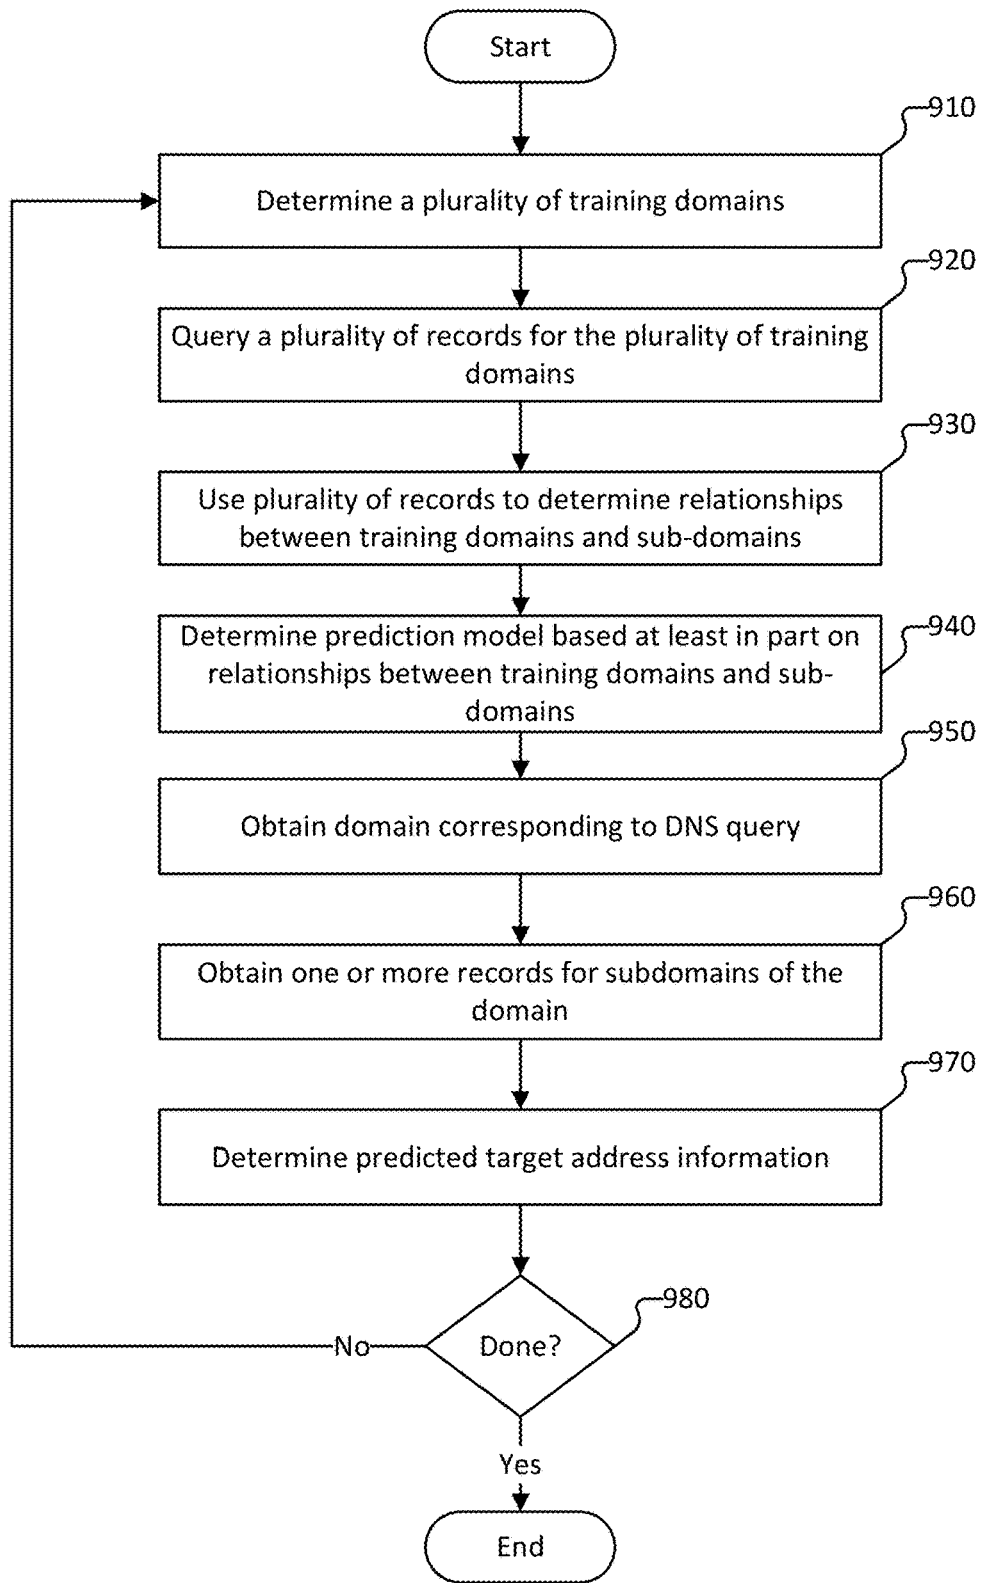 Start
910
Determine a plurality of training domains
920
Query a plurality of records for the plurality of training
domains
930
Use plurality of records to determine relationships
between training domains and sub-domains
940
Determine prediction model based at least in part on
relationships between training domains and sub-
domains
950
Obtain domain corresponding to DNS query
960
Obtain one or more records for subdomains of the
domain
970
Determine predicted target address information
980
Done?
No
Yes
End